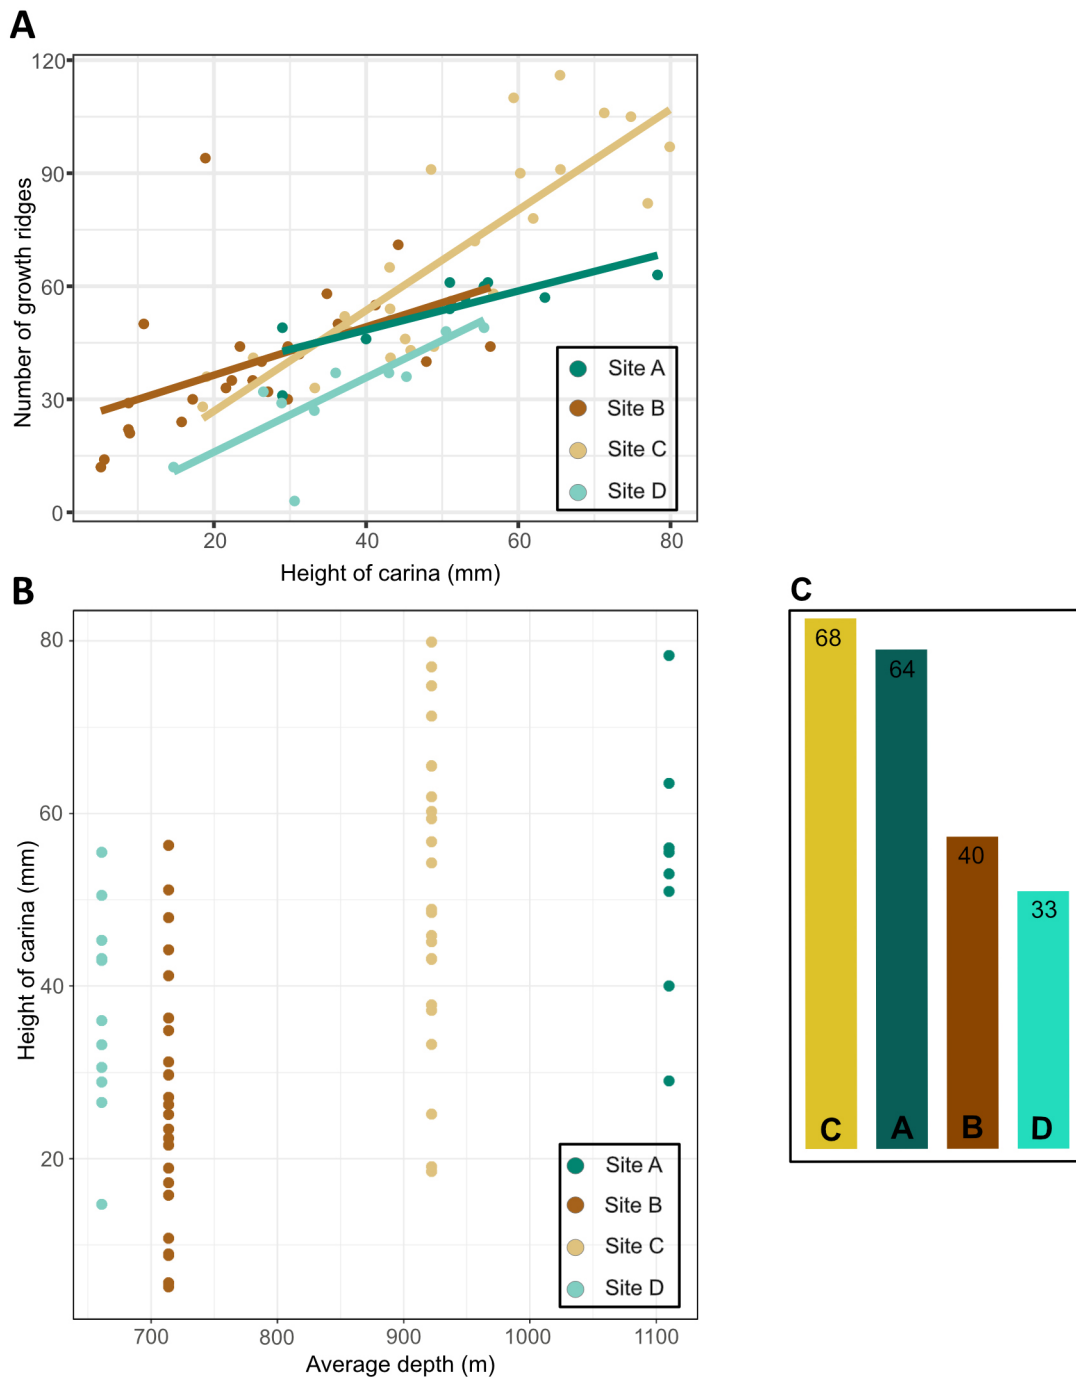 A
120
90
60
30
0
Number of growth ridges
20 40 60 80
Height of carina (mm)
Site A
Site B
Site C
Site D
B
80
60
40
20
Height of carina (mm)
700 800 900 1000 1100
Average depth (m)
Site A
Site B
Site C
Site D
C
68 64 40 33
C A B D